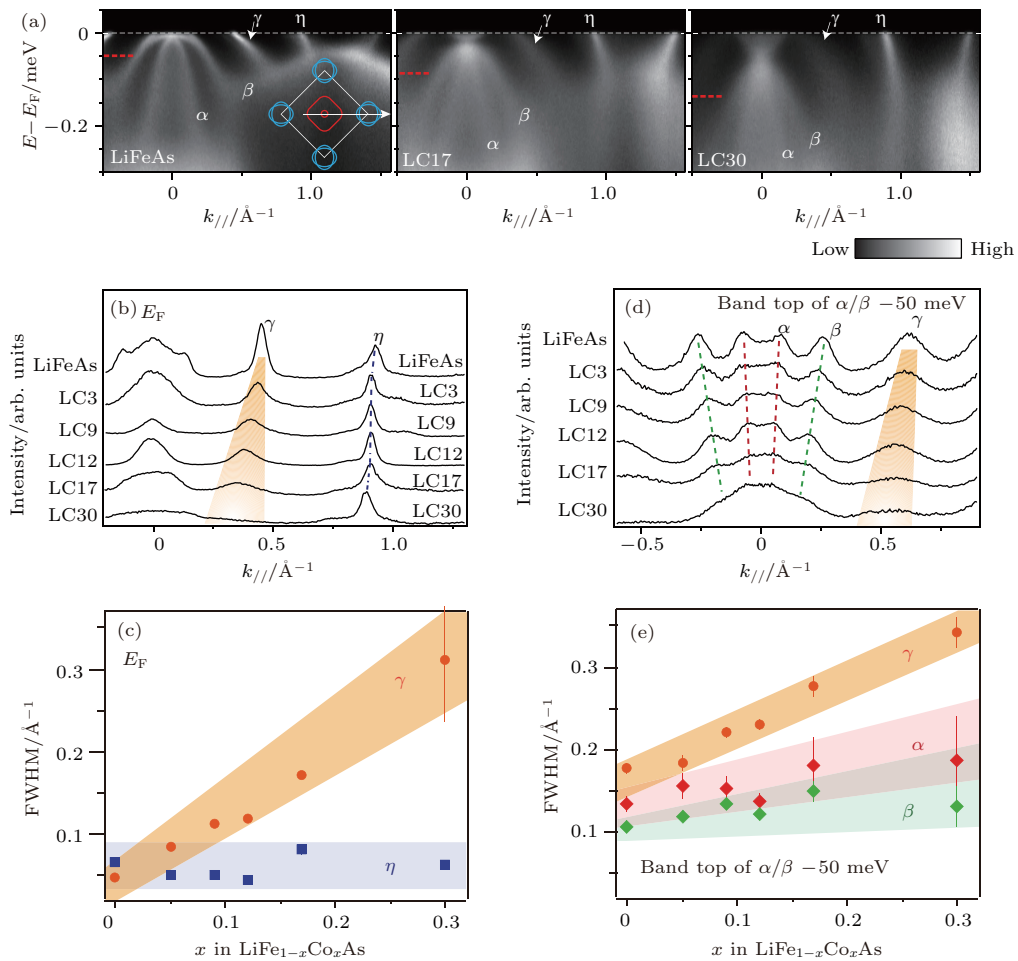 (a)
γ η
γ η
γ η
E−E_F/meV
0
−0.2
α
β
α
β
α
β
LiFeAs
LC17
LC30
0 1.0
0 1.0
0 1.0
k_///Å⁻¹
k_///Å⁻¹
k_///Å⁻¹
Low High
(b) E_F
γ
η
Intensity/arb. units
LiFeAs LiFeAs
LC3 LC3
LC9 LC9
LC12 LC12
LC17 LC17
LC30 LC30
0 0.5 1.0
k_///Å⁻¹
(d) Band top of α/β −50 meV
α
β
γ
Intensity/arb. units
LiFeAs
LC3
LC9
LC12
LC17
LC30
−0.5 0 0.5
k_///Å⁻¹
(c)
E_F
γ
η
FWHM/Å⁻¹
0.3
0.2
0.1
0 0.1 0.2 0.3
x in LiFe₁₋ₓCoₓAs
(e)
γ
α
β
Band top of α/β −50 meV
FWHM/Å⁻¹
0.3
0.2
0.1
0 0.1 0.2 0.3
x in LiFe₁₋ₓCoₓAs